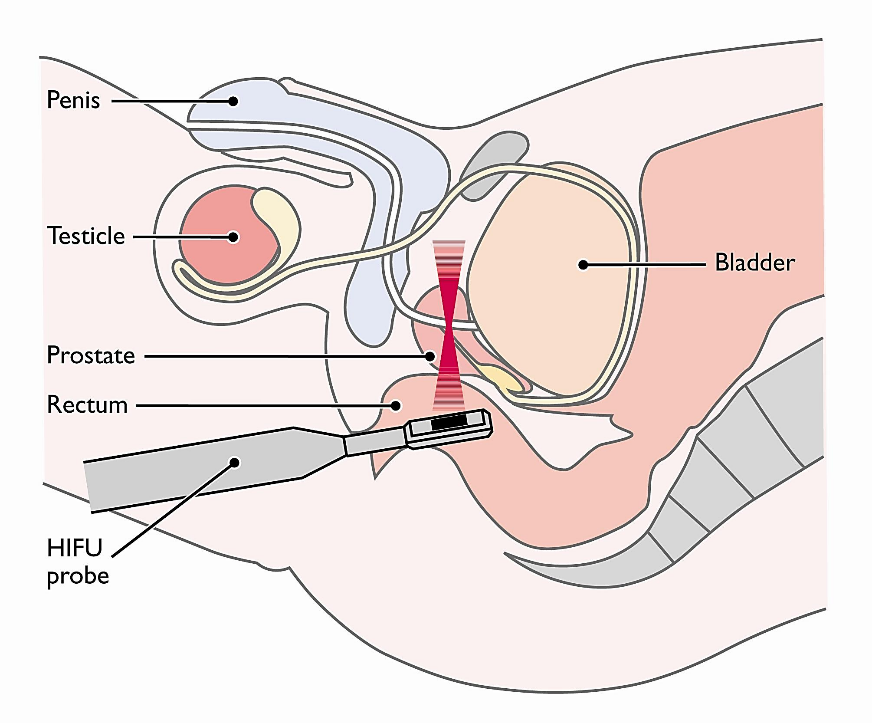 Penis
Testicle
Bladder
Prostate
Rectum
HIFU
probe